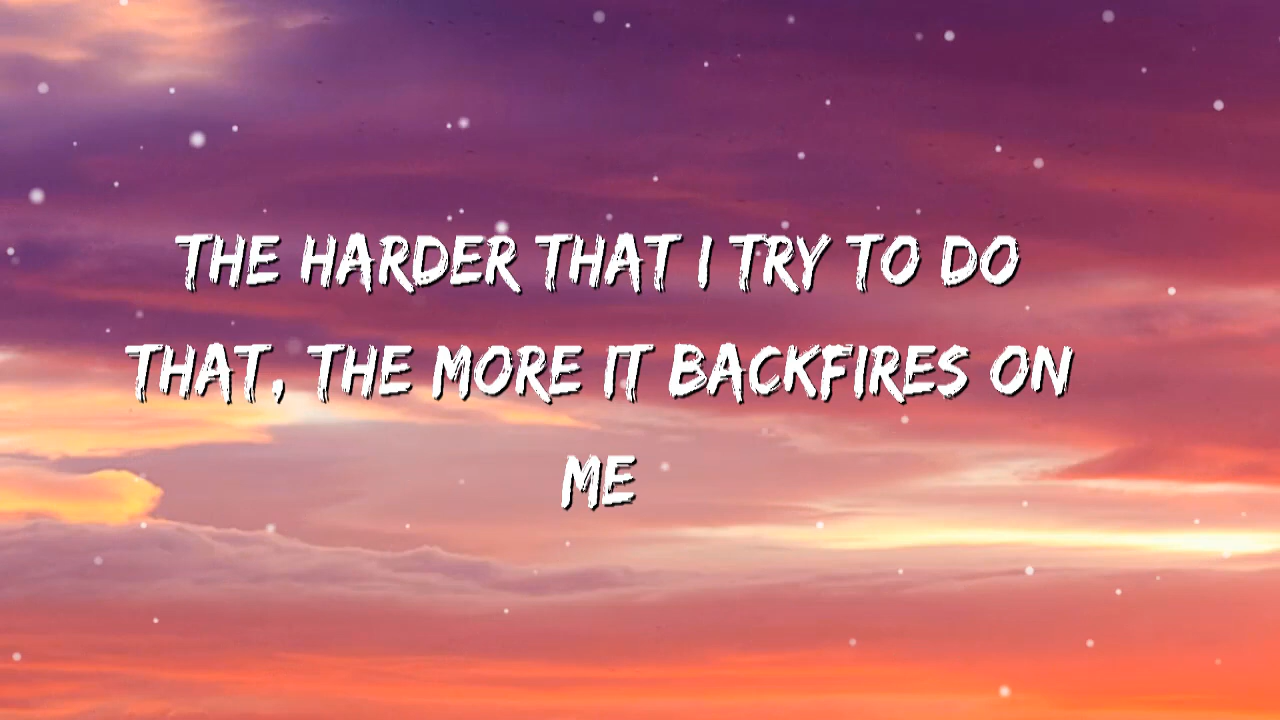 THE HARDER THAT I TRY TO DO
THAT, THE MORE IT BACKFIRES ON
ME